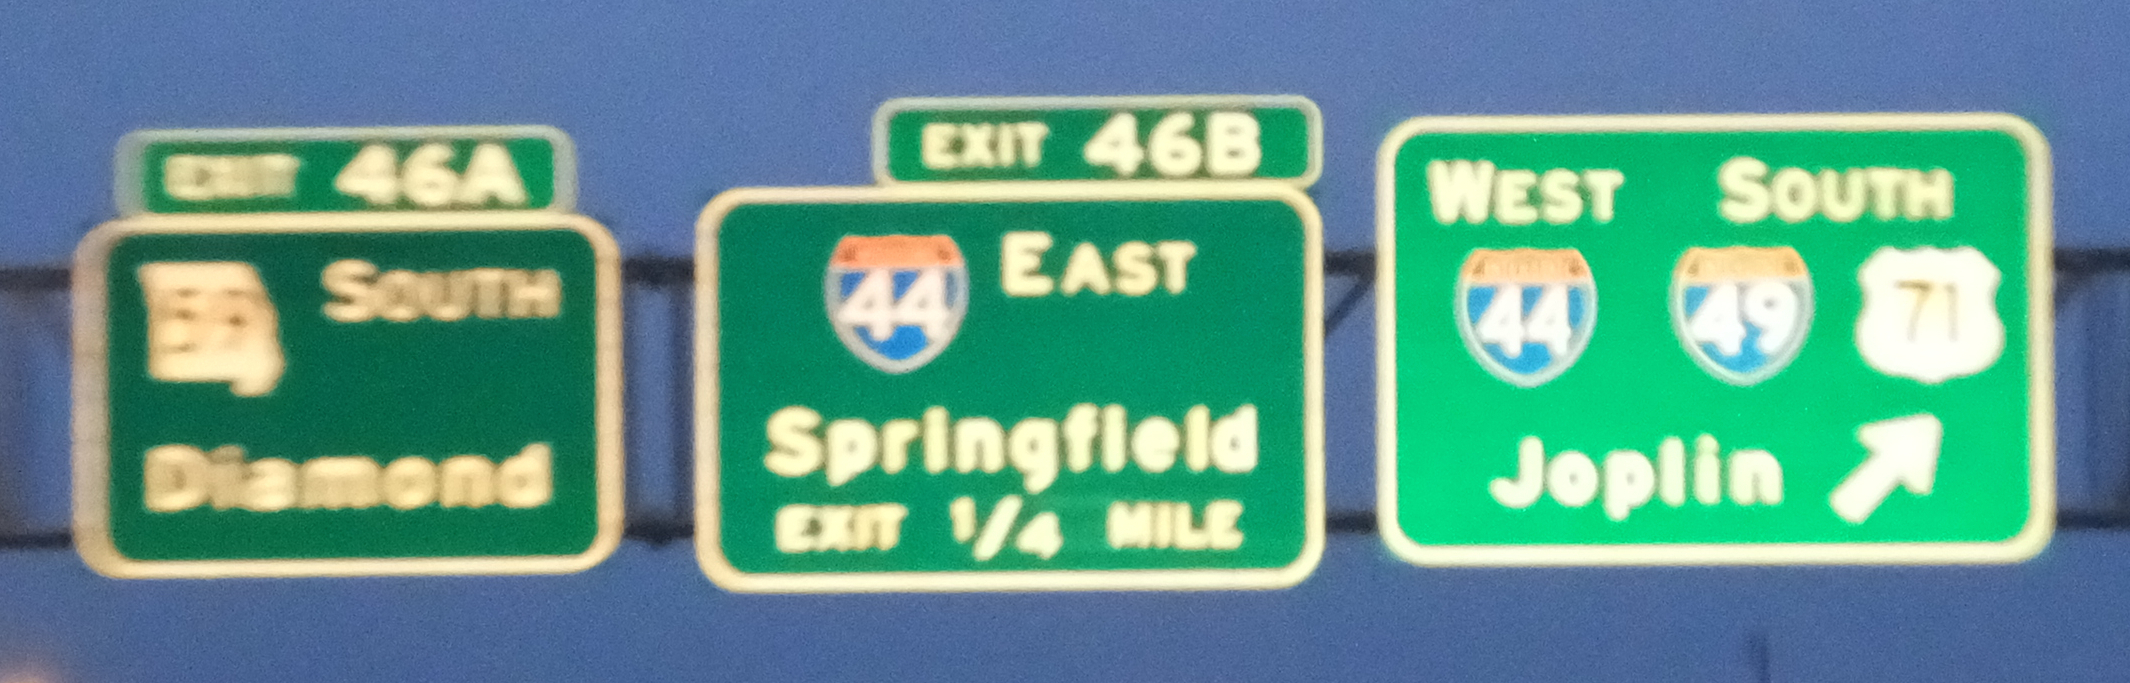 EXIT 46A
SOUTH
Diamond
EXIT 46B
44 EAST
Springfield
EXIT 1/4 MILE
WEST SOUTH
44 49 71
Joplin